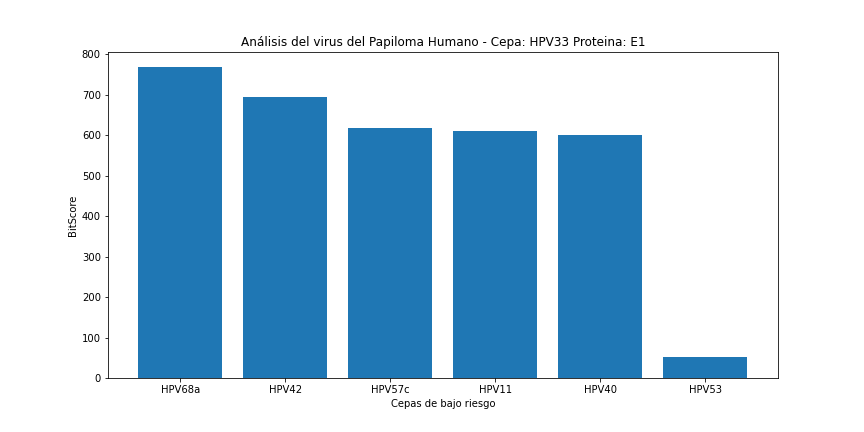 Análisis del virus del Papiloma Humano - Cepa: HPV33 Proteina: E1
800
700
600
500
400
300
200
100
0
BitScore
HPV68a HPV42 HPV57c HPV11 HPV40 HPV53
Cepas de bajo riesgo